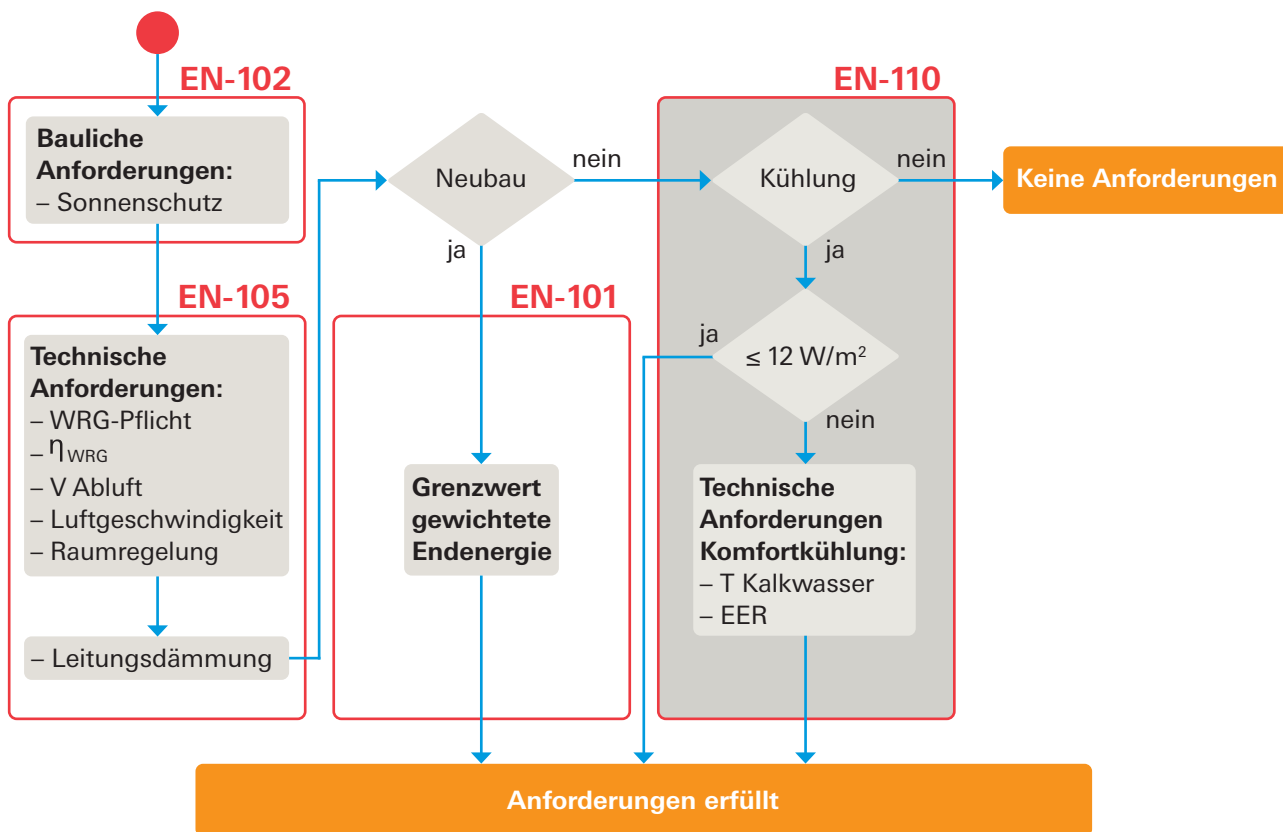 EN-102
Bauliche
Anforderungen:
– Sonnenschutz
EN-105
Technische
Anforderungen:
– WRG-Pflicht
– ηWRG
– V Abluft
– Luftgeschwindigkeit
– Raumregelung
– Leitungsdämmung
Neubau
nein
ja
EN-101
Grenzwert
gewichtete
Endenergie
EN-110
Kühlung
nein
ja
Keine Anforderungen
≤ 12 W/m²
ja
nein
Technische
Anforderungen
Komfortkühlung:
– T Kalkwasser
– EER
Anforderungen erfüllt